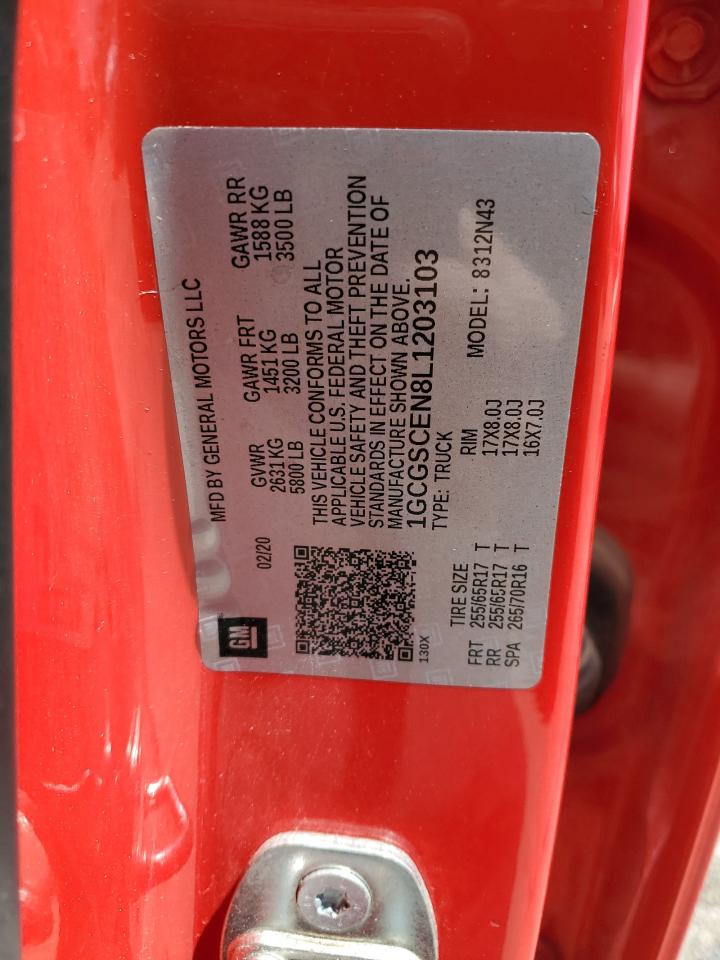 MFD BY GENERAL MOTORS LLC
GM
02/20
GVWR GAWR FRT GAWR RR
2631 KG 1451 KG 1588 KG
5800 LB 3200 LB 3500 LB
THIS VEHICLE CONFORMS TO ALL
APPLICABLE U.S. FEDERAL MOTOR
VEHICLE SAFETY AND THEFT PREVENTION
STANDARDS IN EFFECT ON THE DATE OF
MANUFACTURE SHOWN ABOVE.
1GCGSCEN8L1203103
130X
TYPE: TRUCK
MODEL: 8312N43
TIRE SIZE RIM
FRT 255/65R17 T 17X8.0J
RR 255/65R17 T 17X8.0J
SPA 265/70R16 T 16X7.0J